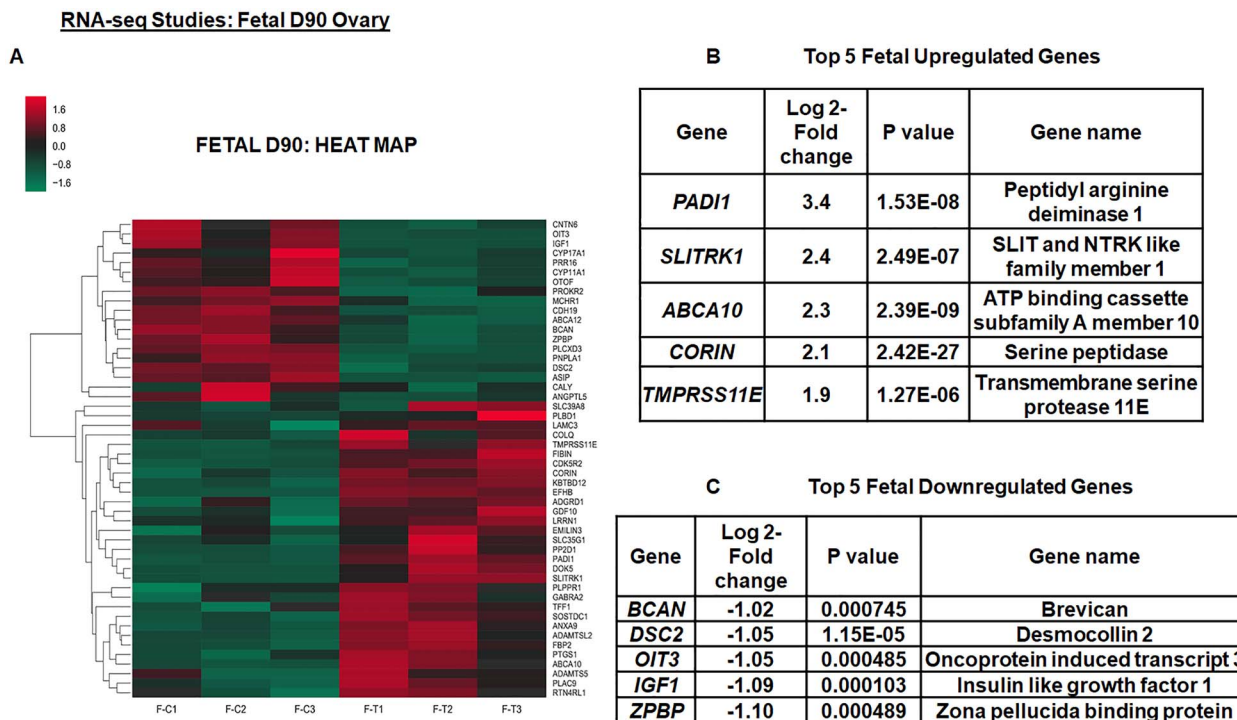 RNA-seq Studies: Fetal D90 Ovary
A
1.6
0.8
0.0
−0.8
−1.6
FETAL D90: HEAT MAP
CNTN6
OIT3
IGF1
CYP17A1
PRR16
CYP11A1
OTOF
PROKR2
MCHR1
CDH19
ABCA12
BCAN
ZPBP
PLCXD3
PNPLA1
DSC2
ASIP
CALY
ANGPTL5
SLC39A8
PLBD1
LAMC3
COLQ
TMPRSS11E
FIBIN
CDK5R2
CORIN
KBTBD12
EFHB
ADGRD1
GDF10
LRRN1
EMILIN3
SLC35G1
PP2D1
PADI1
DOK5
SLITRK1
PLPPR1
GABRA2
TFF1
SOSTDC1
ANXA9
ADAMTSL2
FBP2
PTGS1
ABCA10
ADAMTS5
PLAC9
RTN4RL1
F-C1 F-C2 F-C3 F-T1 F-T2 F-T3
B Top 5 Fetal Upregulated Genes
Gene Log 2-Fold change P value Gene name
PADI1 3.4 1.53E-08 Peptidyl arginine
deiminase 1
SLITRK1 2.4 2.49E-07 SLIT and NTRK like
family member 1
ABCA10 2.3 2.39E-09 ATP binding cassette
subfamily A member 10
CORIN 2.1 2.42E-27 Serine peptidase
TMPRSS11E 1.9 1.27E-06 Transmembrane serine
protease 11E
C Top 5 Fetal Downregulated Genes
Gene Log 2-Fold change P value Gene name
BCAN -1.02 0.000745 Brevican
DSC2 -1.05 1.15E-05 Desmocollin 2
OIT3 -1.05 0.000485 Oncoprotein induced transcript 3
IGF1 -1.09 0.000103 Insulin like growth factor 1
ZPBP -1.10 0.000489 Zona pellucida binding protein